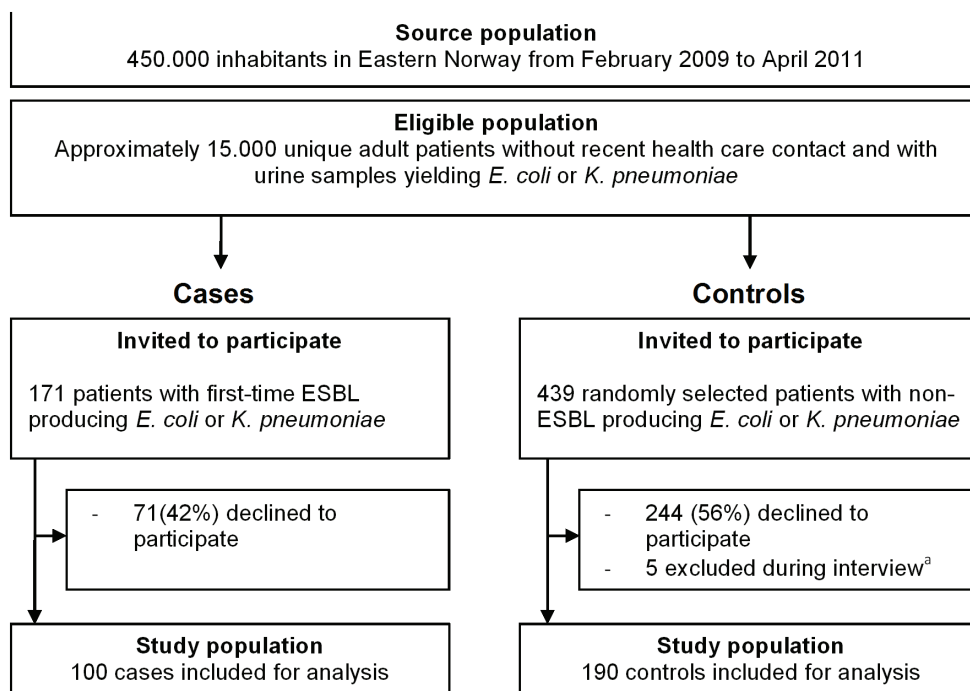 Source population
450.000 inhabitants in Eastern Norway from February 2009 to April 2011
Eligible population
Approximately 15.000 unique adult patients without recent health care contact and with
urine samples yielding E. coli or K. pneumoniae
Cases
Invited to participate
171 patients with first-time ESBL
producing E. coli or K. pneumoniae
- 71(42%) declined to
participate
Study population
100 cases included for analysis
Controls
Invited to participate
439 randomly selected patients with non-
ESBL producing E. coli or K. pneumoniae
- 244 (56%) declined to
participate
- 5 excluded during interviewᵃ
Study population
190 controls included for analysis